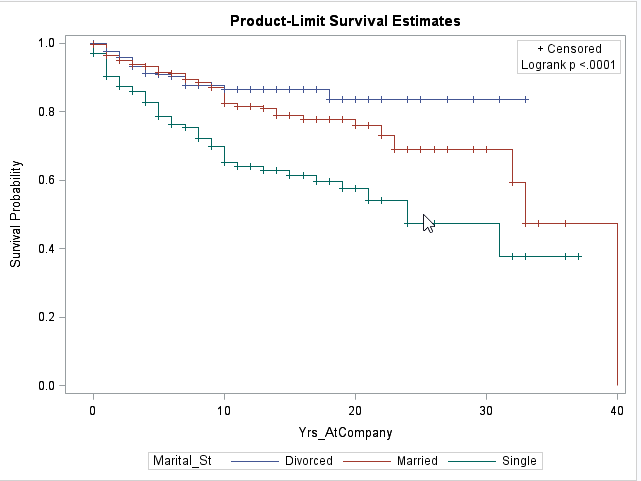 Product-Limit Survival Estimates
+ Censored
Logrank p <.0001
1.0
0.8
0.6
0.4
0.2
0.0
Survival Probability
0 10 20 30 40
Yrs_AtCompany
Marital_St Divorced Married Single